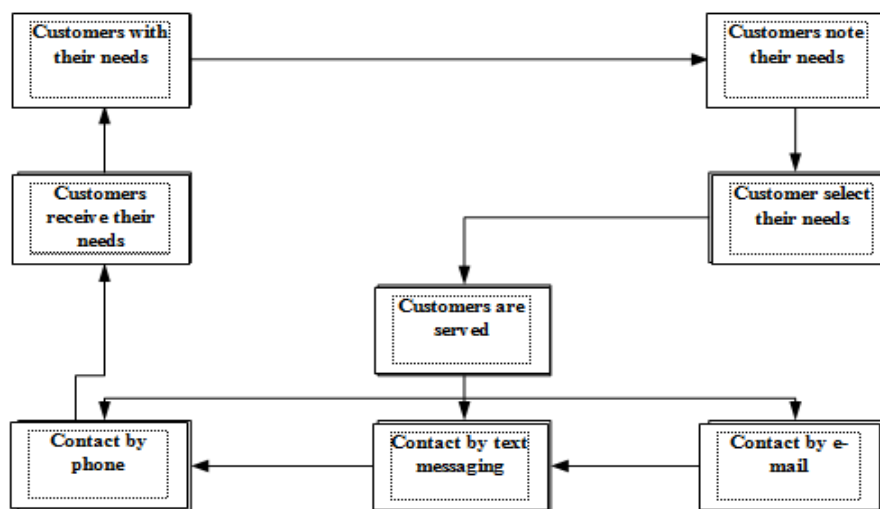 Customers with
their needs
Customers note
their needs
Customers
receive their
needs
Customer select
their needs
Customers are
served
Contact by
phone
Contact by text
messaging
Contact by e-
mail